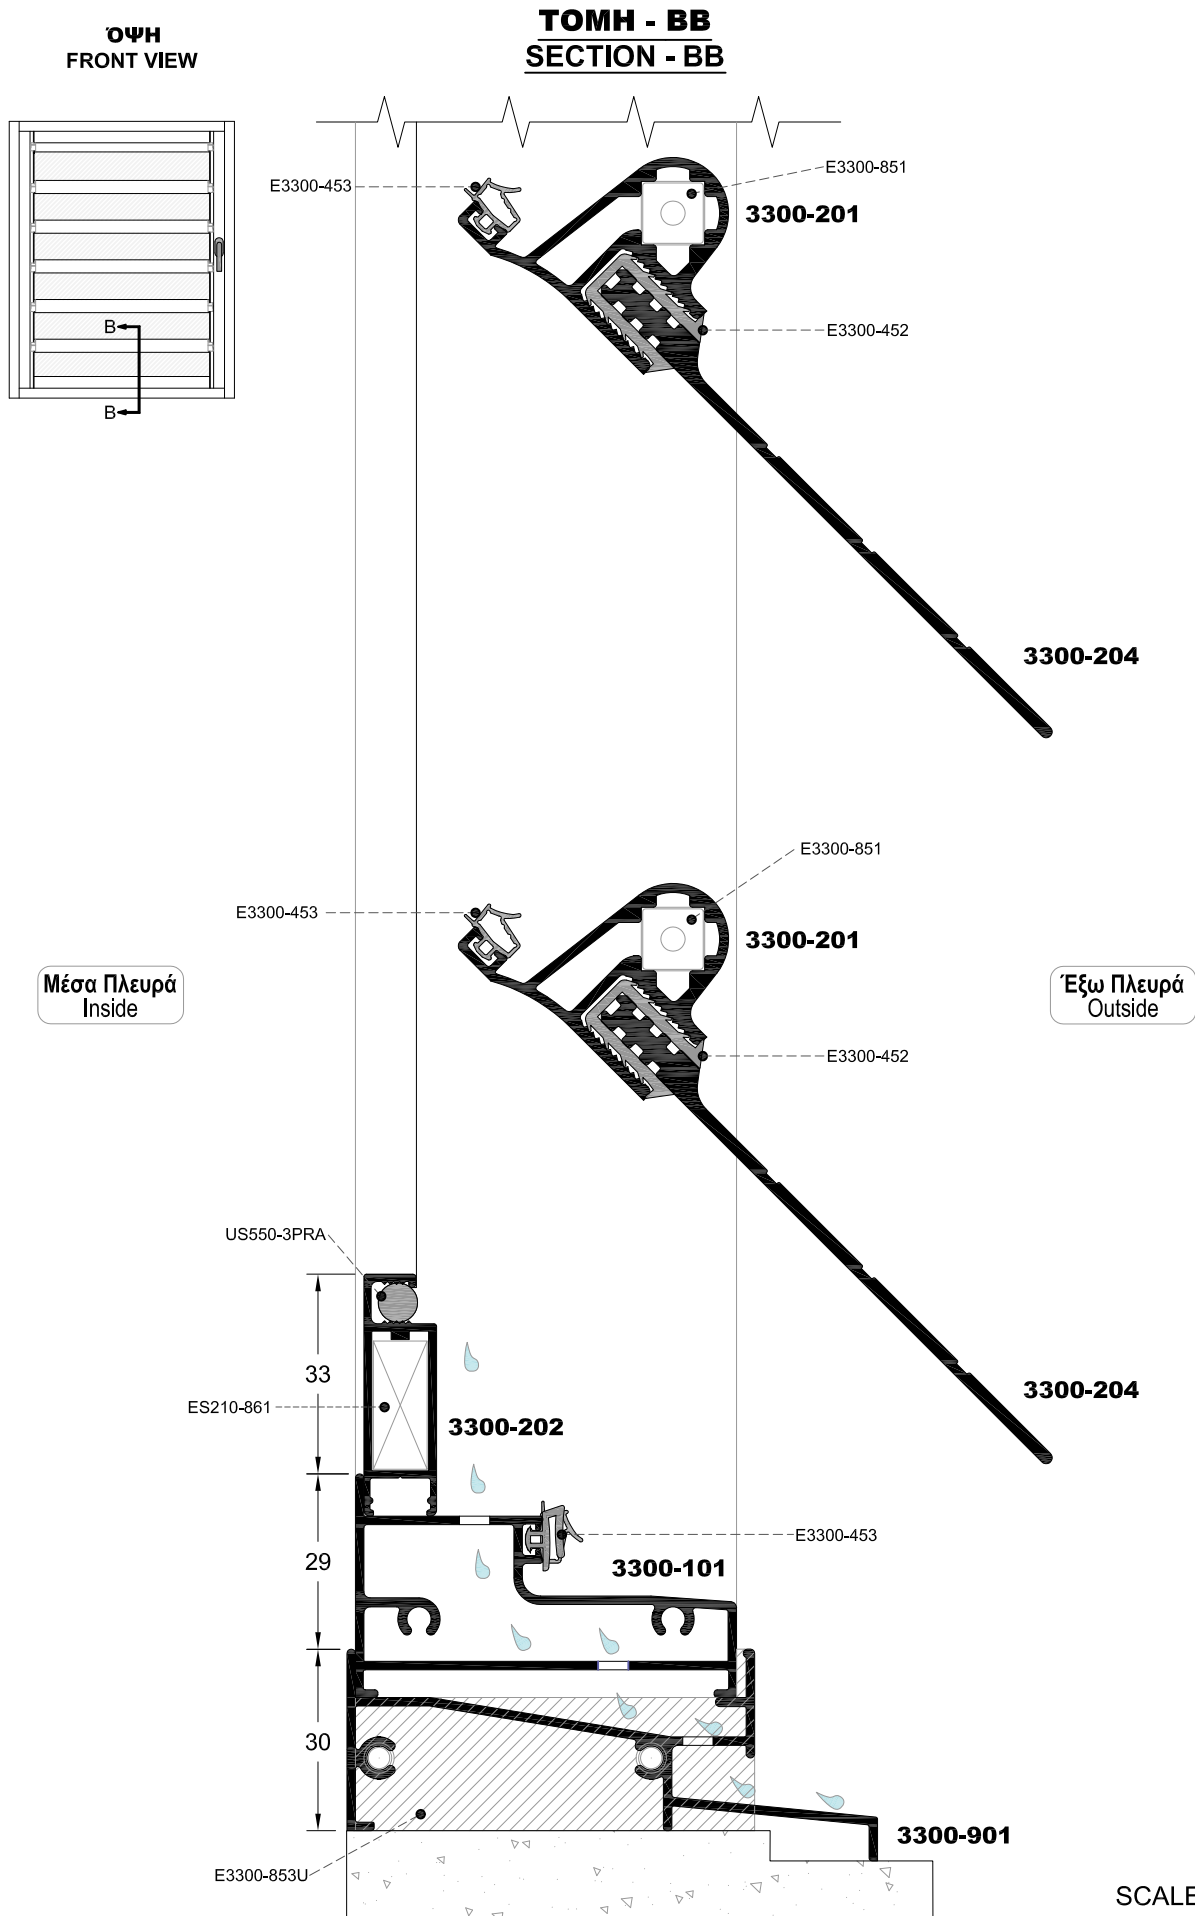 ΌΨΗ
FRONT VIEW
ΤΟΜΗ - ΒΒ
SECTION - BB
E3300-453
E3300-851
3300-201
E3300-452
B
B
3300-204
E3300-851
E3300-453
3300-201
Μέσα Πλευρά
Inside
Έξω Πλευρά
Outside
E3300-452
US550-3PRA
33
3300-204
ES210-861
3300-202
E3300-453
29
3300-101
30
3300-901
E3300-853U
SCALE